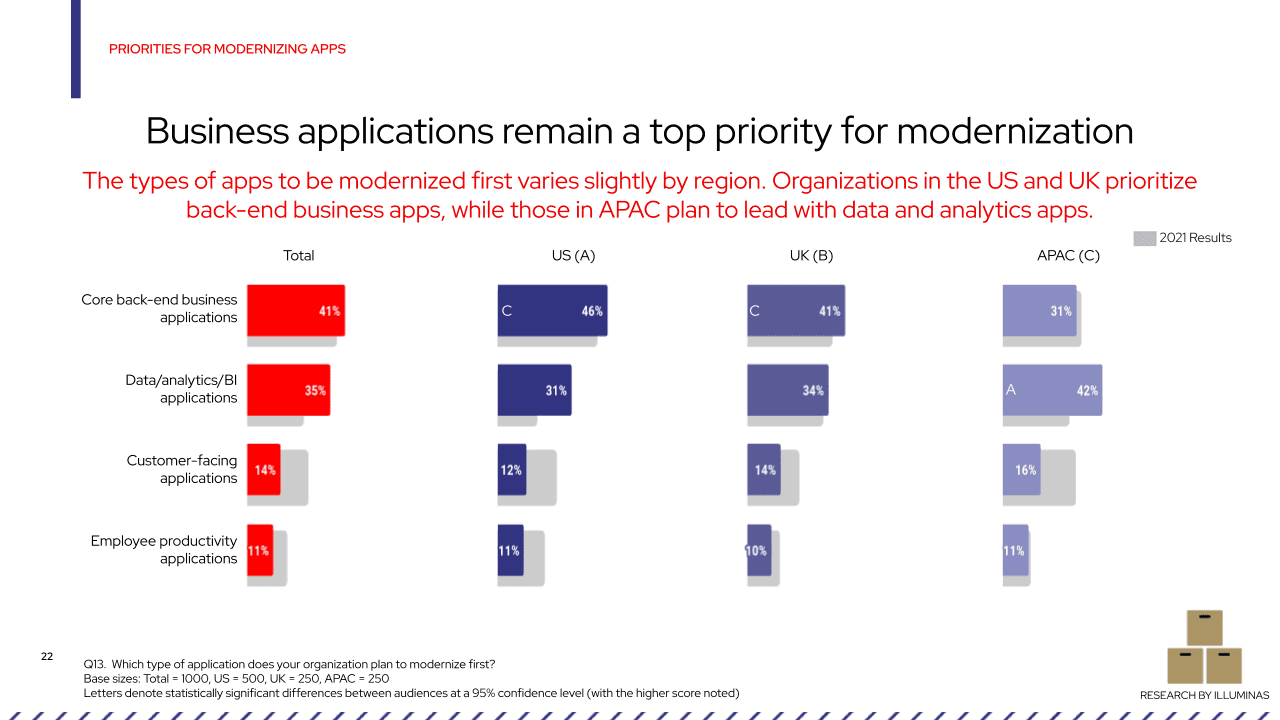 PRIORITIES FOR MODERNIZING APPS
Business applications remain a top priority for modernization
The types of apps to be modernized first varies slightly by region. Organizations in the US and UK prioritize
back-end business apps, while those in APAC plan to lead with data and analytics apps.
2021 Results
Total US (A) UK (B) APAC (C)
Core back-end business
applications
41% C 46% C 41% 31%
Data/analytics/BI
applications
35% 31% 34% A 42%
Customer-facing
applications
14% 12% 14% 16%
Employee productivity
applications
11% 11% 10% 11%
22
Q13. Which type of application does your organization plan to modernize first?
Base sizes: Total = 1000, US = 500, UK = 250, APAC = 250
Letters denote statistically significant differences between audiences at a 95% confidence level (with the higher score noted)
RESEARCH BY ILLUMINAS